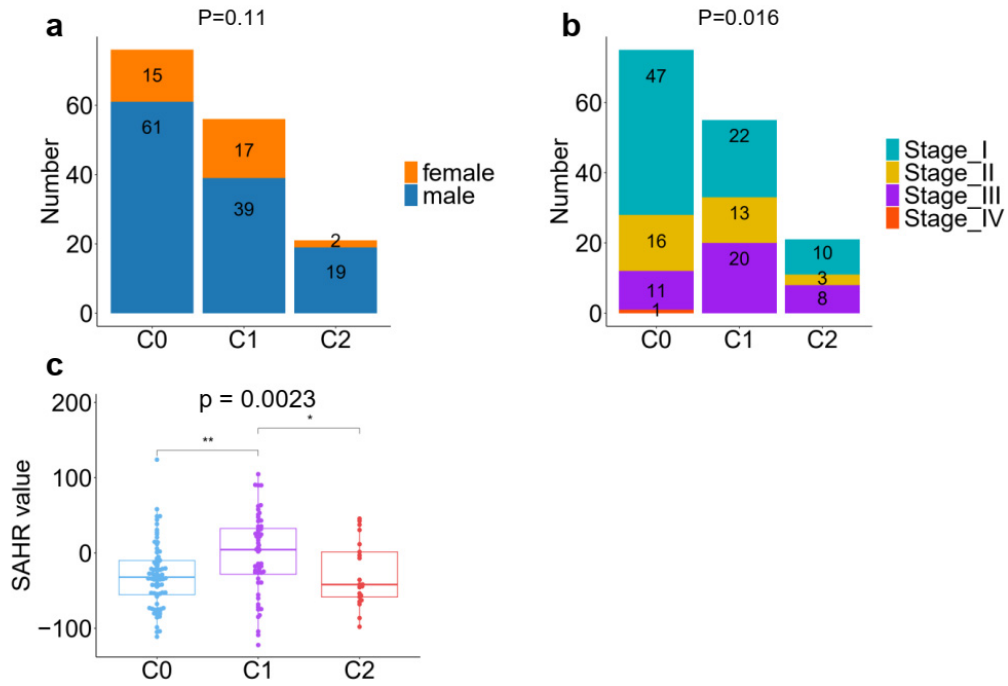 a
P=0.11
Number
60
40
20
0
15
61
17
39
2
19
C0 C1 C2
female
male
b
P=0.016
Number
60
40
20
0
47
16
11
1
22
13
20
10
3
8
C0 C1 C2
Stage_I
Stage_II
Stage_III
Stage_IV
c
p = 0.0023
SAHR value
200
100
0
−100
**
*
C0 C1 C2